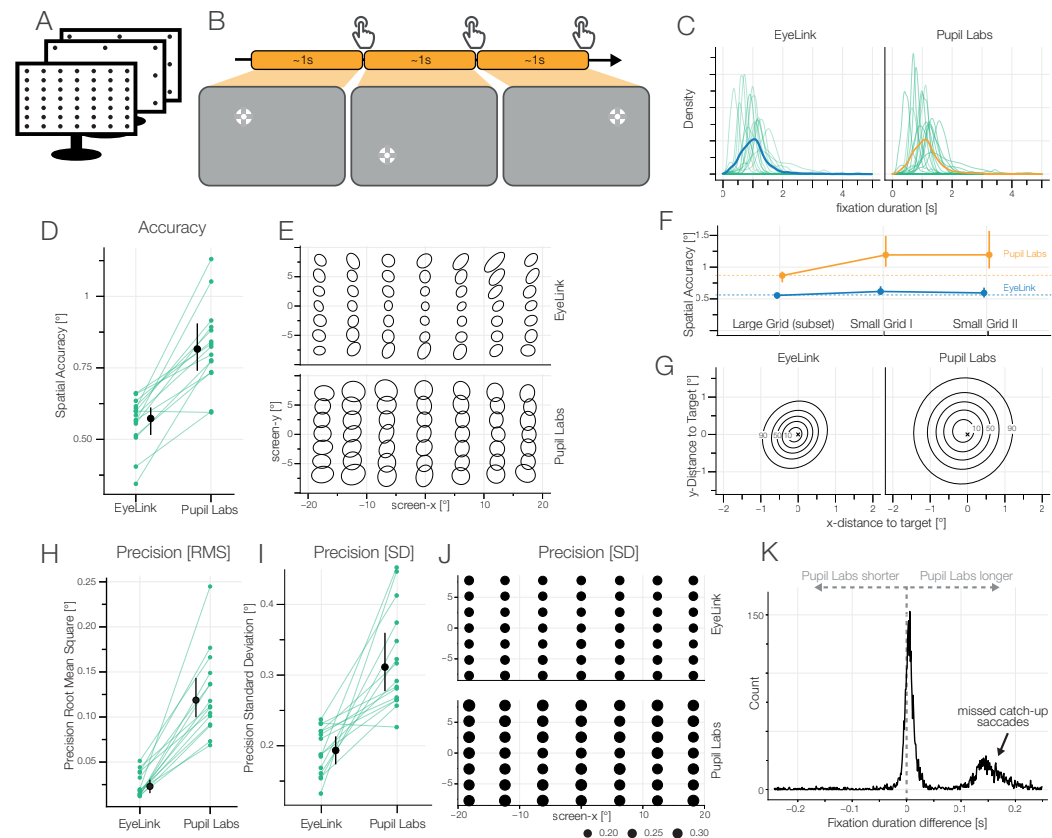 A
B
~1s
~1s
~1s
C
EyeLink
Pupil Labs
Density
0
2
4
0
2
4
fixation duration [s]
D
Accuracy
Spatial Accuracy [°]
1
0.75
0.50
EyeLink
Pupil Labs
E
5
0
−5
EyeLink
screen-y [°]
5
0
−5
Pupil Labs
−20
−15
−10
−5
0
5
10
15
20
screen-x [°]
F
Spatial Accuracy [°]
1.5
1
0.5
Pupil Labs
EyeLink
Large Grid (subset)
Small Grid I
Small Grid II
G
EyeLink
Pupil Labs
y-Distance to Target [°]
1
0
−1
90
50
10
10
50
90
−2
−1
0
1
2
−2
−1
0
1
2
x-distance to target [°]
H
Precision [RMS]
Precision Root Mean Square [°]
0.25
0.20
0.15
0.10
0.05
EyeLink
Pupil Labs
I
Precision [SD]
Precision Standard Deviation [°]
0.4
0.3
0.2
EyeLink
Pupil Labs
J
Precision [SD]
5
0
−5
EyeLink
5
0
−5
Pupil Labs
−20
−10
0
10
20
screen-x [°]
0.20
0.25
0.30
K
Pupil Labs shorter
Pupil Labs longer
Count
150
0
missed catch-up
saccades
−0.2
−0.1
0
0.1
0.2
Fixation duration difference [s]